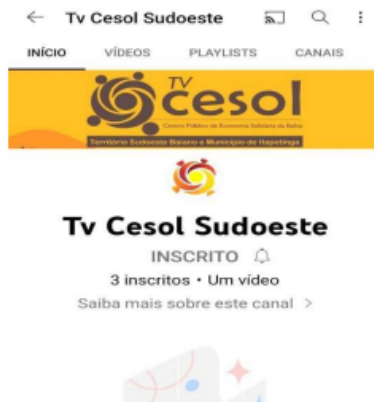 Tv Cesol Sudoeste
INÍCIO VÍDEOS PLAYLISTS CANAIS
TV
cesol
Centro Público de Economia Solidária da Bahia
Território Sudoeste Baiano e Município de Itapetinga
Tv Cesol Sudoeste
INSCRITO
3 inscritos • Um vídeo
Saiba mais sobre este canal >